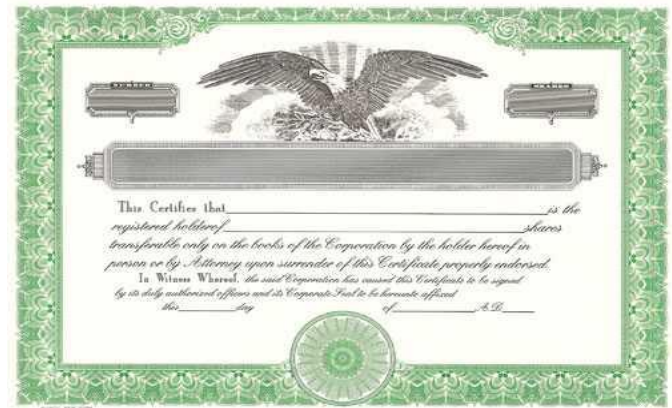 NUMBER
SHARES
This Certifies that is the
registered holder of shares
transferable only on the books of the Corporation by the holder hereof in
person or by Attorney upon surrender of this Certificate properly endorsed.
In Witness Whereof, the said Corporation has caused this Certificate to be signed
by its duly authorized officers and its Corporate Seal to be hereunto affixed
this day of A.D.